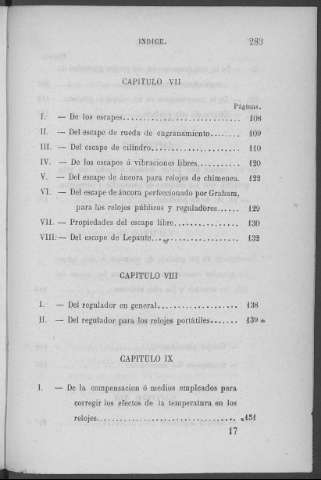 INDICE. 283
CAPITULO VII
Páginas.
I. — De los escapes.................... 108
II. — Del escape de rueda de engranamiento....... 109
III. — Del escape de cilindro.................... 110
IV. — De los escapos á vibraciones libres.......... 120
V. — Del escape de áncora para relojes de chimenea. 122
VI. — Del escape de áncora perfeccionado por Graham,
para los relojes públicos y reguladores...... 129
VII. — Propiedades del escape libre............... 130
VIII. — Del escape de Lepaute.................... 132
CAPITULO VIII
I. — Del regulador en general.................. 138
II. — Del regulador para los relojes portátiles....... 139
CAPITULO IX
I. — De la compensacion ó medios empleados para
corregir los efectos de la temperatura en los
relojes............................... 151
17